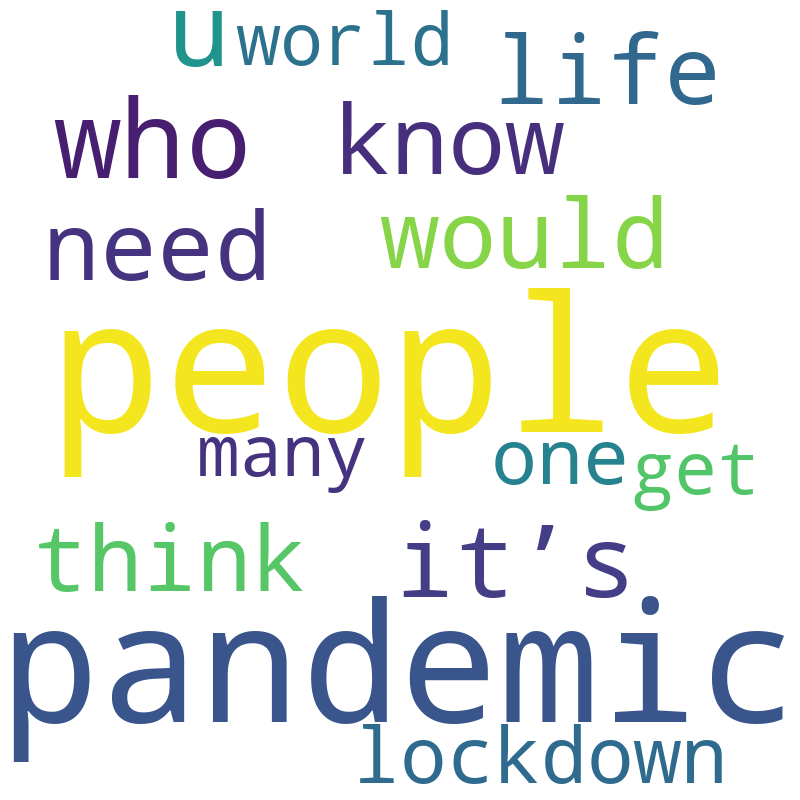 u world life
who know
need would
people
many one get
think it’s
pandemic
lockdown